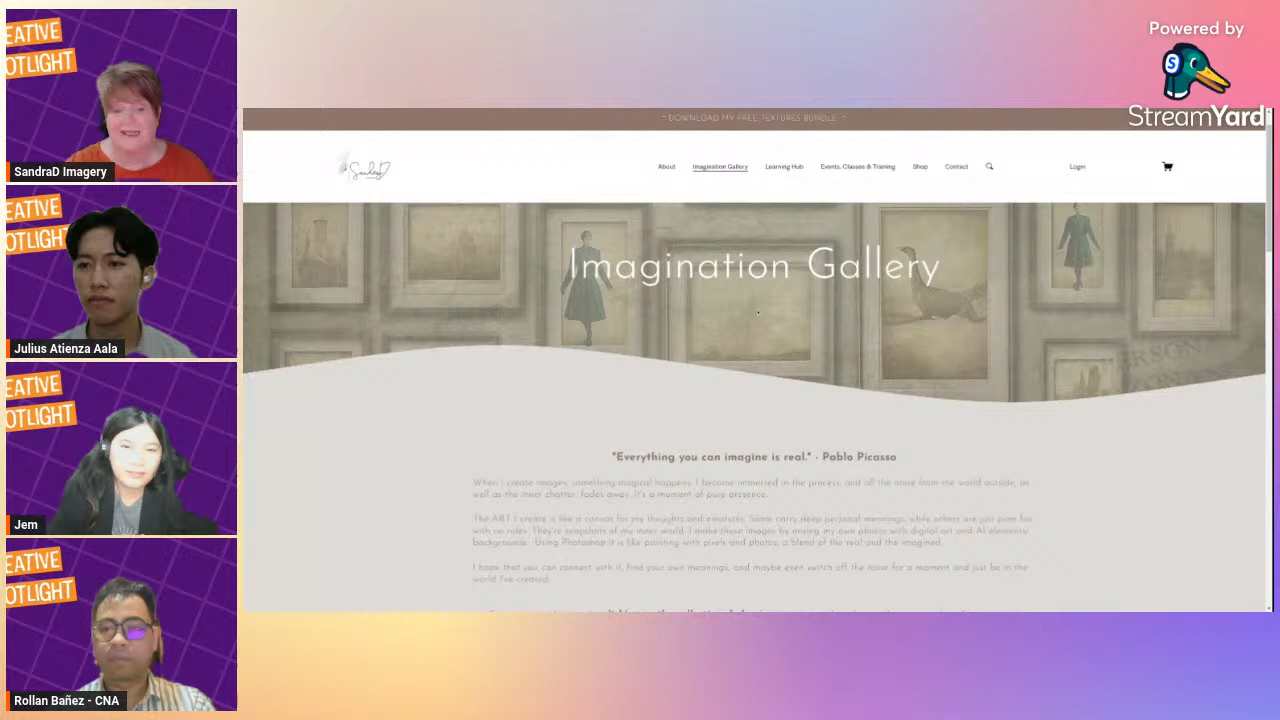 EATIVE
OTLIGHT
SandraD Imagery
EATIVE
OTLIGHT
Julius Atienza Aala
EATIVE
OTLIGHT
Jem
EATIVE
OTLIGHT
Rollan Bañez - CNA
Powered by
S
StreamYard
~ DOWNLOAD MY FREE TEXTURES BUNDLE ~
SandraD
About Imagination Gallery Learning Hub Events, Classes & Training Shop Contact Login
Imagination Gallery
"Everything you can imagine is real." - Pablo Picasso
When I create images, something magical happens. I become immersed in the process, and all the noise from the world outside, as
well as the inner chatter, fades away. It's a moment of pure presence.
The ART I create is like a canvas for my thoughts and emotions. Some carry deep personal meanings, while others are just pure fun
with no rules. They're snapshots of my inner world. I make these images by mixing my own photos with digital art and AI elements/
backgrounds. Using Photoshop it is like painting with pixels and photos, a blend of the real and the imagined.
I hope that you can connect with it, find your own meanings, and maybe even switch off the noise for a moment and just be in the
world I've created.